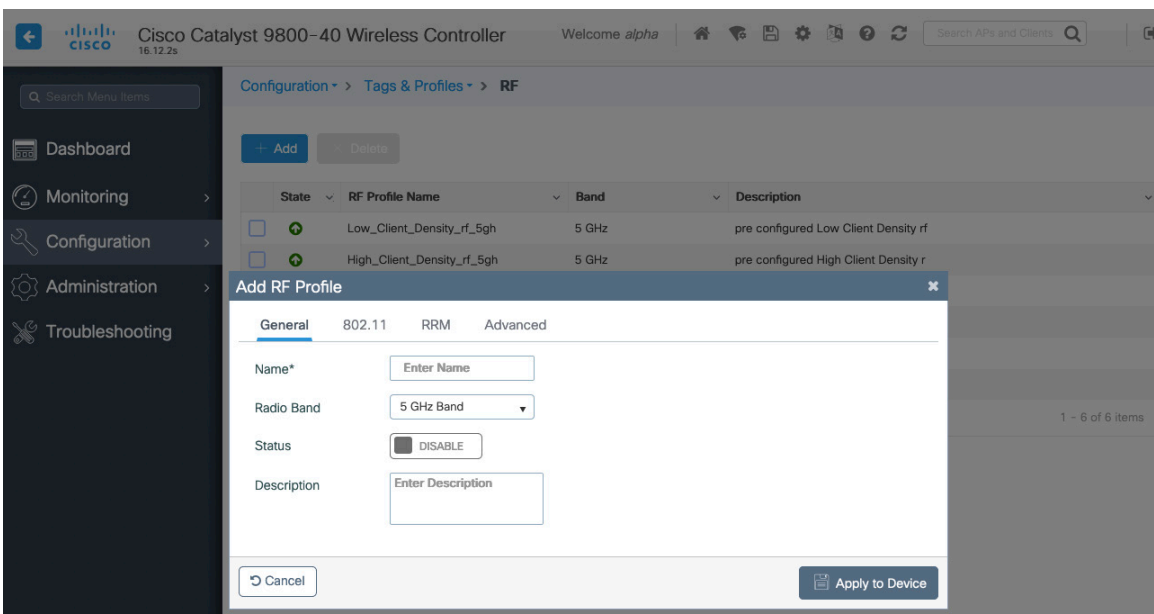 CISCO
Cisco Catalyst 9800-40 Wireless Controller
16.12.2s
Welcome alpha
Search APs and Clients
Search Menu Items
Configuration > Tags & Profiles > RF
Dashboard
Monitoring
Configuration
Administration
Troubleshooting
+ Add
× Delete
State RF Profile Name Band Description
Low_Client_Density_rf_5gh 5 GHz pre configured Low Client Density rf
High_Client_Density_rf_5gh 5 GHz pre configured High Client Density r
Add RF Profile
General 802.11 RRM Advanced
Name* Enter Name
Radio Band 5 GHz Band
Status DISABLE
Description Enter Description
1 - 6 of 6 items
Cancel
Apply to Device